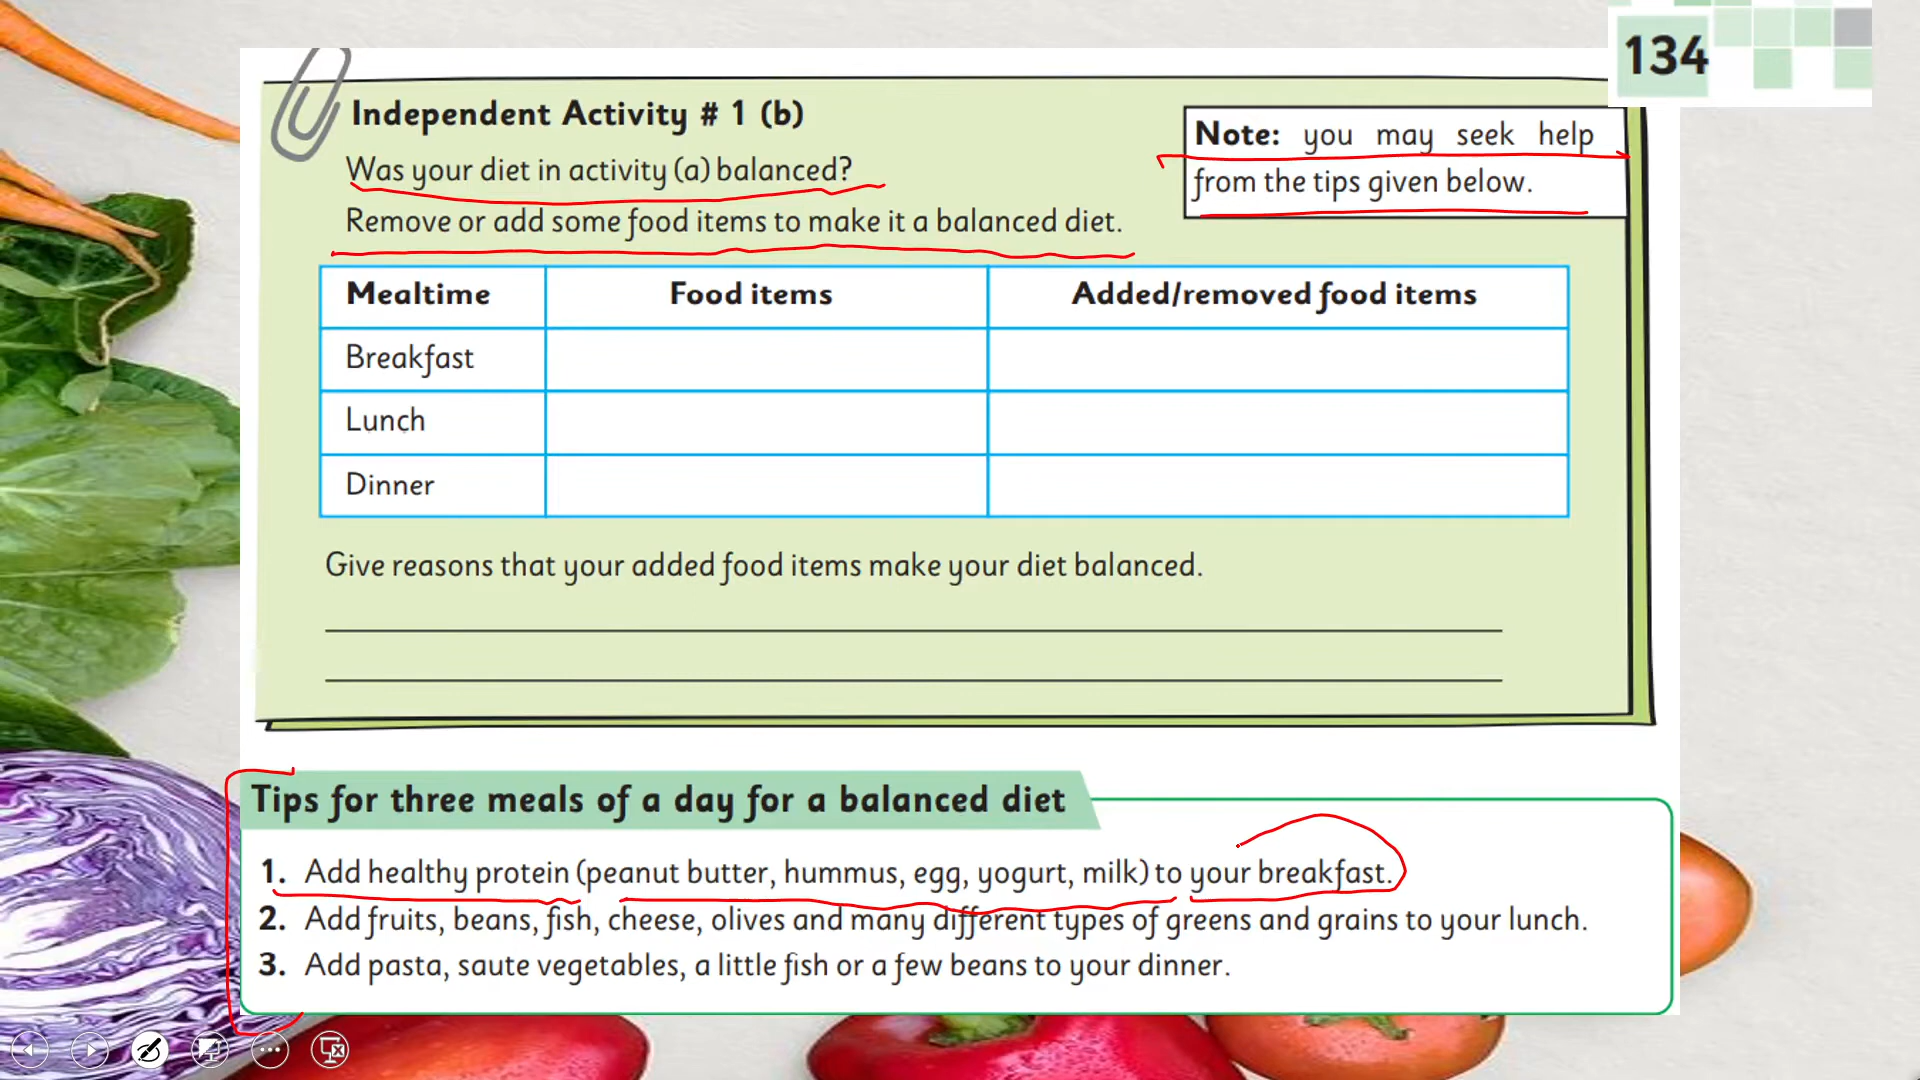 134
Independent Activity # 1 (b)
Was your diet in activity (a) balanced?
Remove or add some food items to make it a balanced diet.
Note: you may seek help
from the tips given below.
Mealtime Food items Added/removed food items
Breakfast
Lunch
Dinner
Give reasons that your added food items make your diet balanced.
Tips for three meals of a day for a balanced diet
1. Add healthy protein (peanut butter, hummus, egg, yogurt, milk) to your breakfast.
2. Add fruits, beans, fish, cheese, olives and many different types of greens and grains to your lunch.
3. Add pasta, saute vegetables, a little fish or a few beans to your dinner.